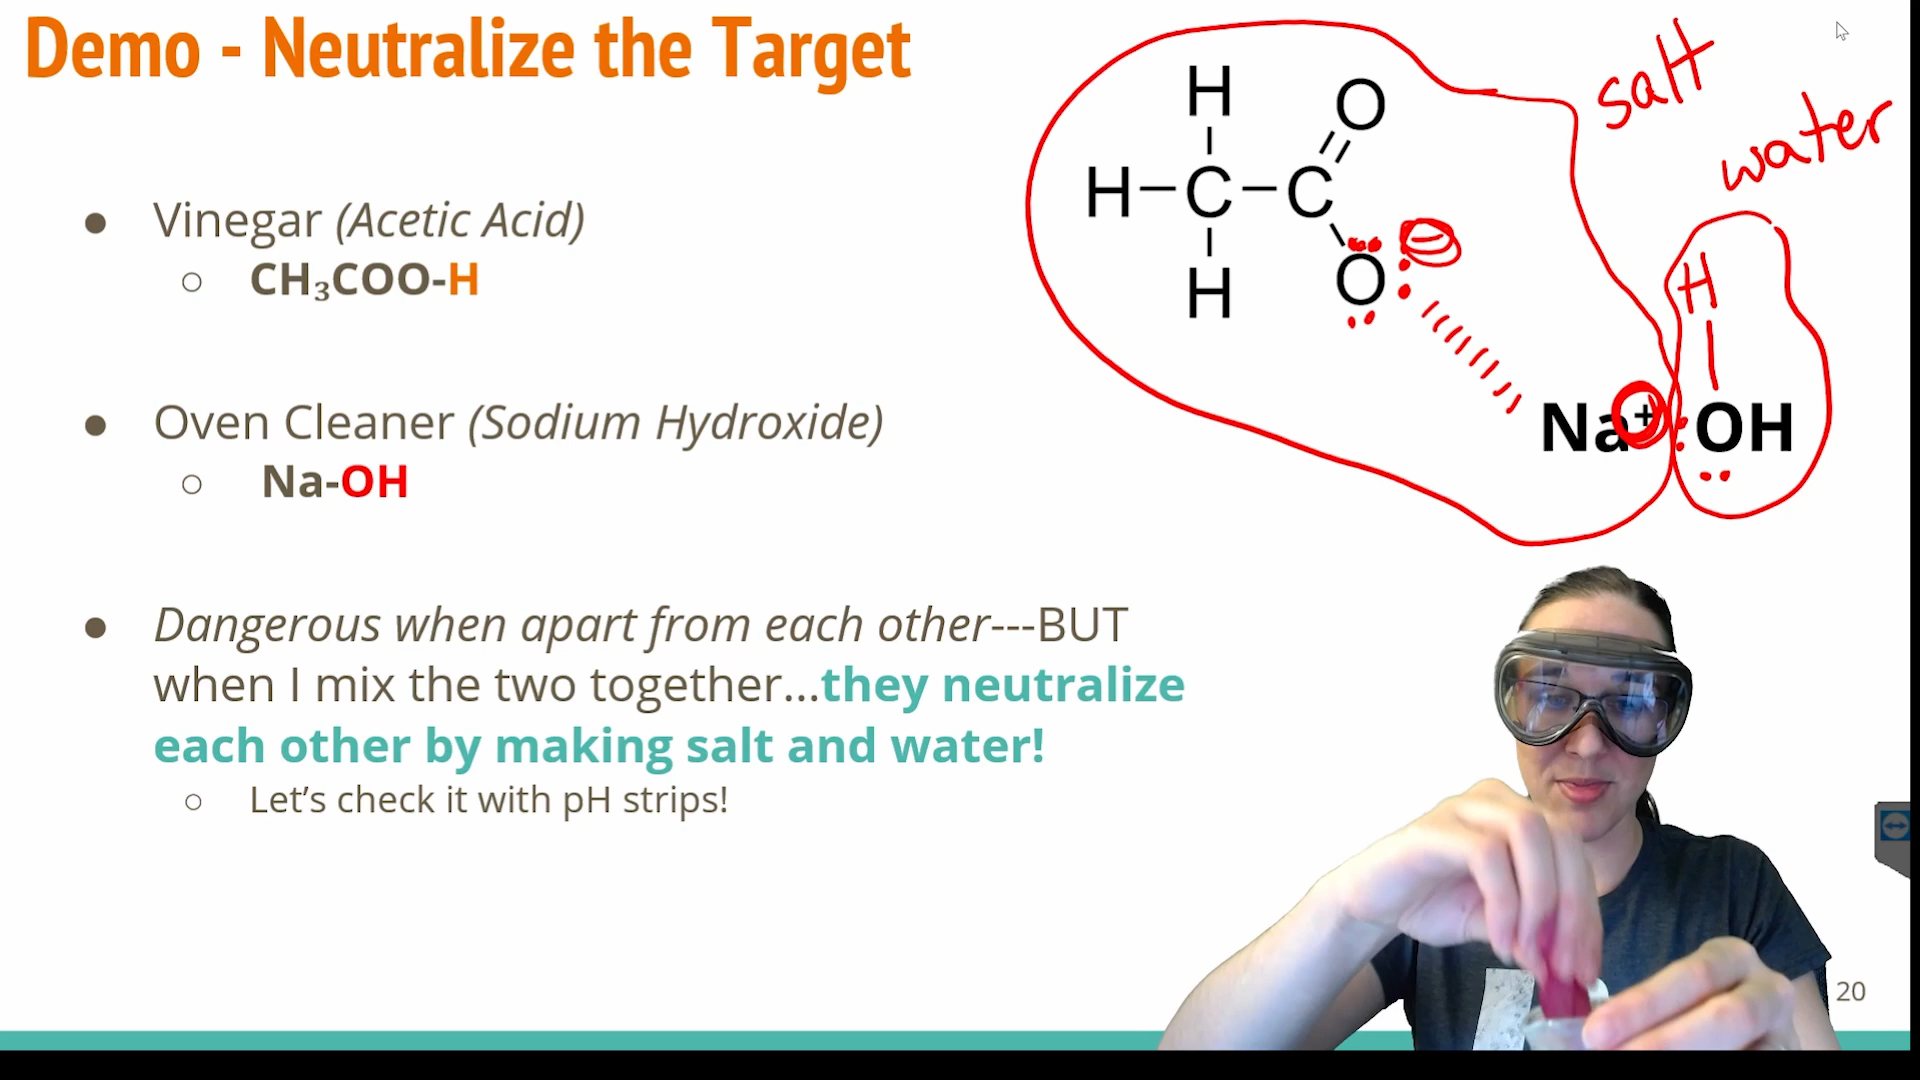 Demo - Neutralize the Target
● Vinegar (Acetic Acid)
○ CH₃COO-H
● Oven Cleaner (Sodium Hydroxide)
○ Na-OH
● Dangerous when apart from each other---BUT
when I mix the two together...they neutralize
each other by making salt and water!
○ Let's check it with pH strips!
salt
water
H O
H–C–C
H O
H
Na⁺ :OH
20